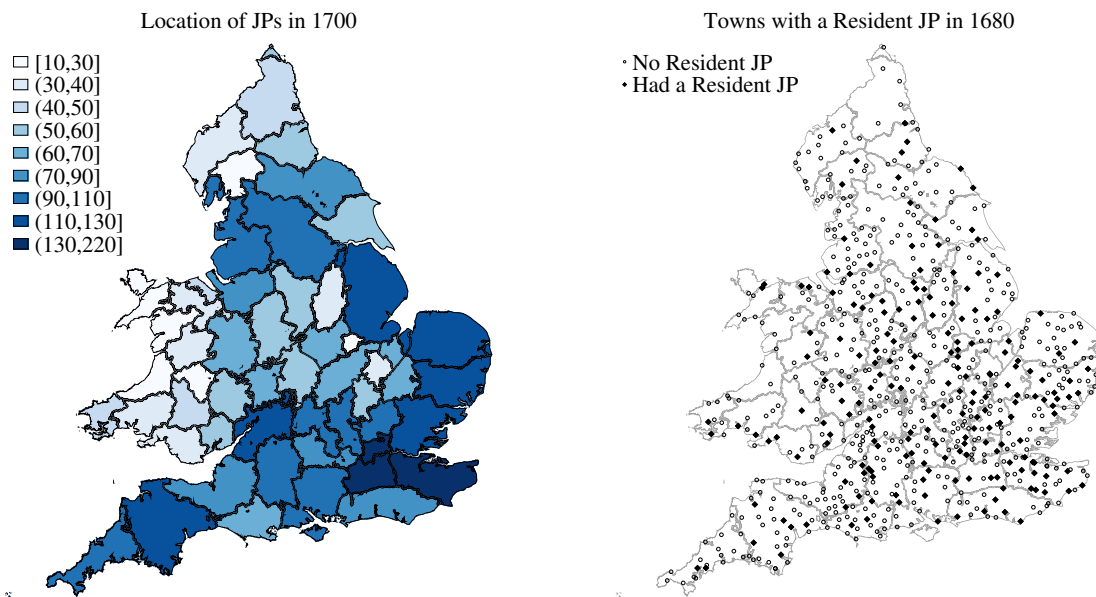 Location of JPs in 1700
[10,30]
(30,40]
(40,50]
(50,60]
(60,70]
(70,90]
(90,110]
(110,130]
(130,220]
Towns with a Resident JP in 1680
No Resident JP
Had a Resident JP